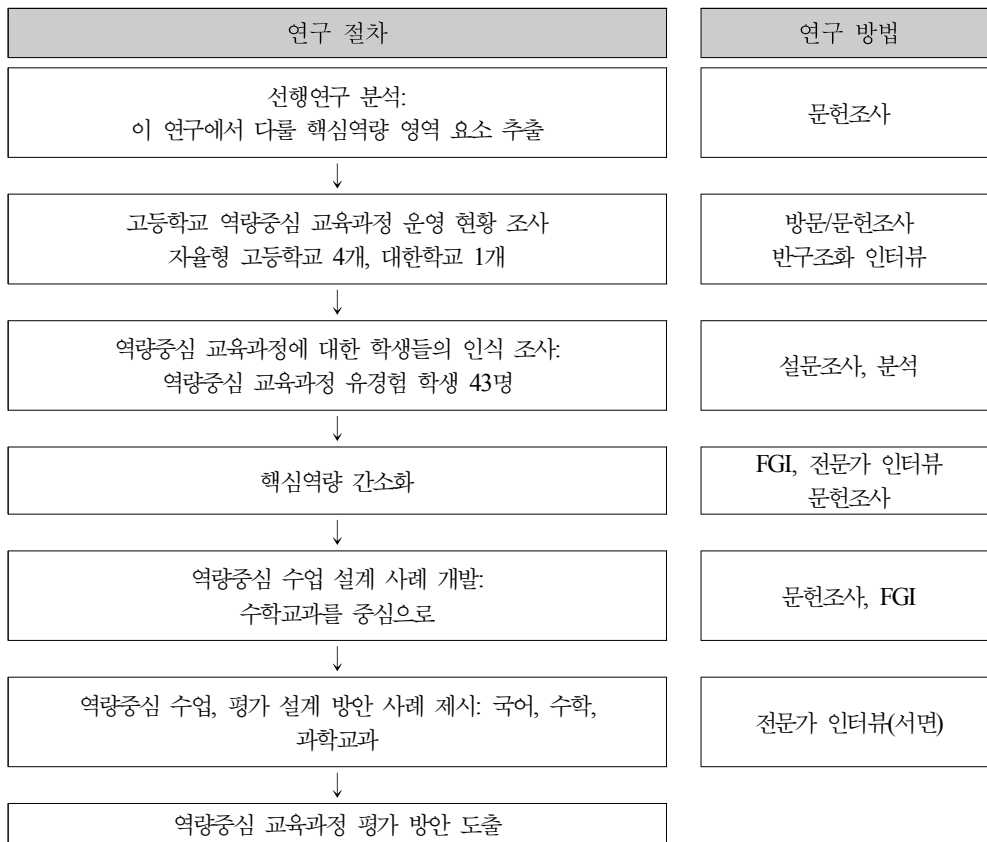 연구 절차
연구 방법
선행연구 분석:
이 연구에서 다룰 핵심역량 영역 요소 추출
문헌조사
↓
고등학교 역량중심 교육과정 운영 현황 조사
자율형 고등학교 4개, 대한학교 1개
방문/문헌조사
반구조화 인터뷰
↓
역량중심 교육과정에 대한 학생들의 인식 조사:
역량중심 교육과정 유경험 학생 43명
설문조사, 분석
↓
핵심역량 간소화
FGI, 전문가 인터뷰
문헌조사
↓
역량중심 수업 설계 사례 개발:
수학교과를 중심으로
문헌조사, FGI
↓
역량중심 수업, 평가 설계 방안 사례 제시: 국어, 수학,
과학교과
전문가 인터뷰(서면)
↓
역량중심 교육과정 평가 방안 도출